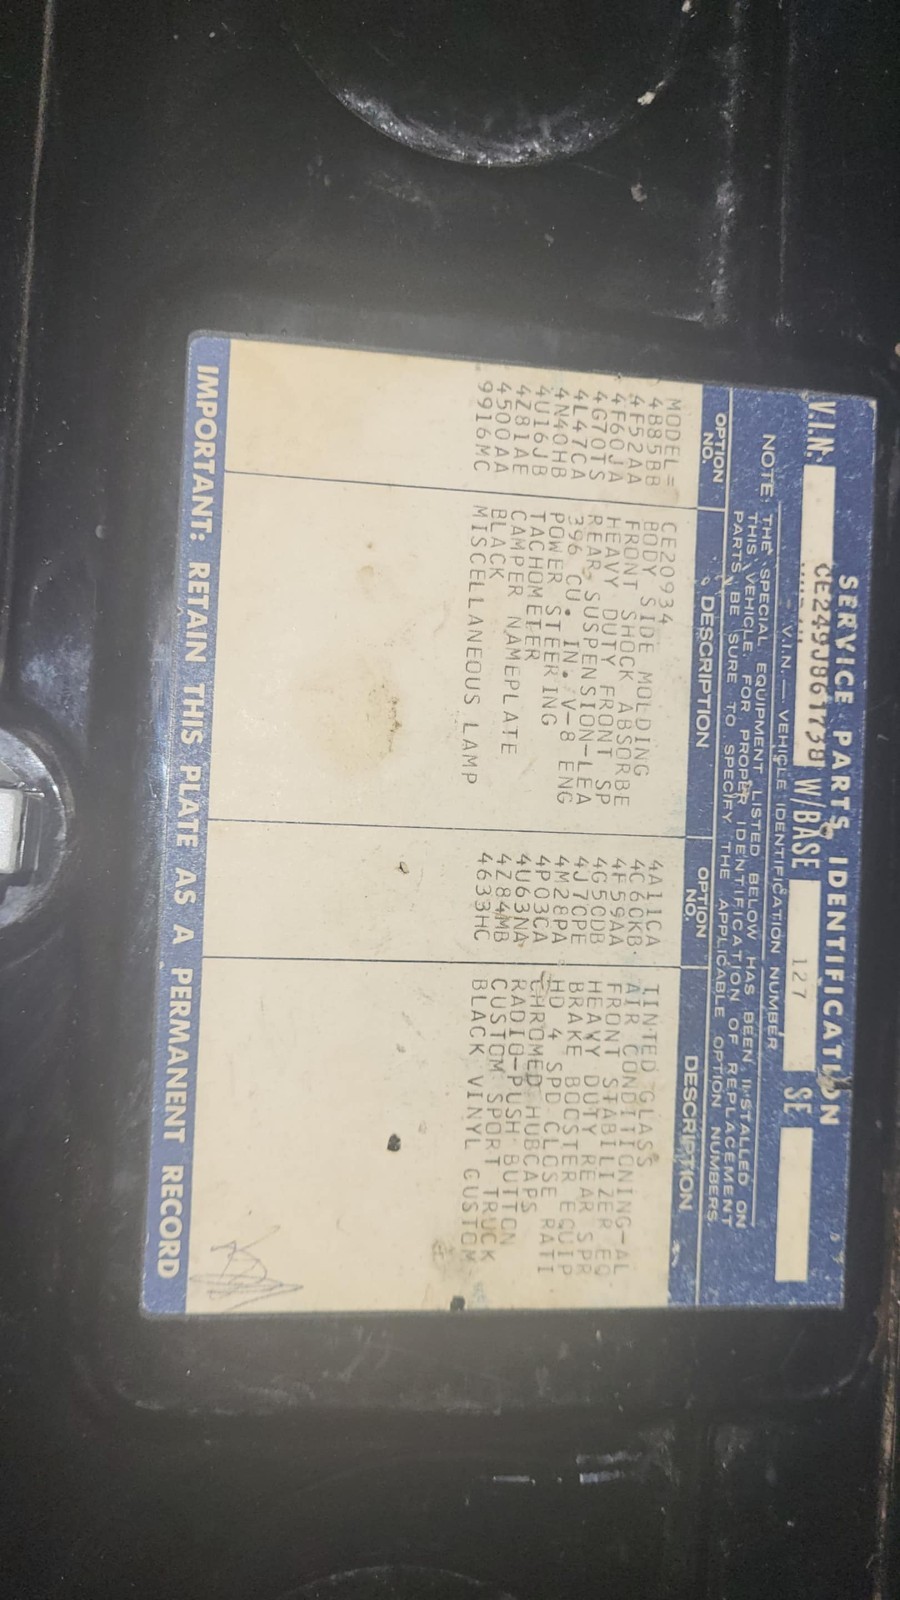 SERVICE PARTS IDENTIFICATION
V.I.N. CE249J861738 W/BASE 127 SE
V.I.N. — VEHICLE IDENTIFICATION NUMBER
NOTE: THE SPECIAL EQUIPMENT LISTED BELOW HAS BEEN INSTALLED ON
THIS VEHICLE. FOR PROPER IDENTIFICATION OF REPLACEMENT
PARTS BE SURE TO SPECIFY THE APPLICABLE OPTION NUMBERS.
OPTION NO. DESCRIPTION OPTION NO. DESCRIPTION
MODEL= CE20934
4B85BB BODY SIDE MOLDING 4A11CA TINTED GLASS
4F52AA FRONT SHOCK ABSORBE 4C60KB AIR CONDITIONING-AL
4F60JA HEAVY DUTY FRONT SP 4F59AA FRONT STABILIZER EQ
4G70TS REAR SUSPENSION-LEA 4G50DB HEAVY DUTY REAR SPR
4L47CA 396 CU. IN. V-8 ENG 4J70PE BRAKE BOOSTER EQUIP
4N40HB POWER STEERING 4M28PA HD 4 SPD CLOSE RATI
4U16JB TACHOMETER 4P03CA CHROMED HUBCAPS
4Z81AE CAMPER NAMEPLATE 4U63NA RADIO-PUSH BUTTON
4500AA BLACK 4Z84MB CUSTOM SPORT TRUCK
9916MC MISCELLANEOUS LAMP 4633HC BLACK VINYL CUSTOM
IMPORTANT: RETAIN THIS PLATE AS A PERMANENT RECORD